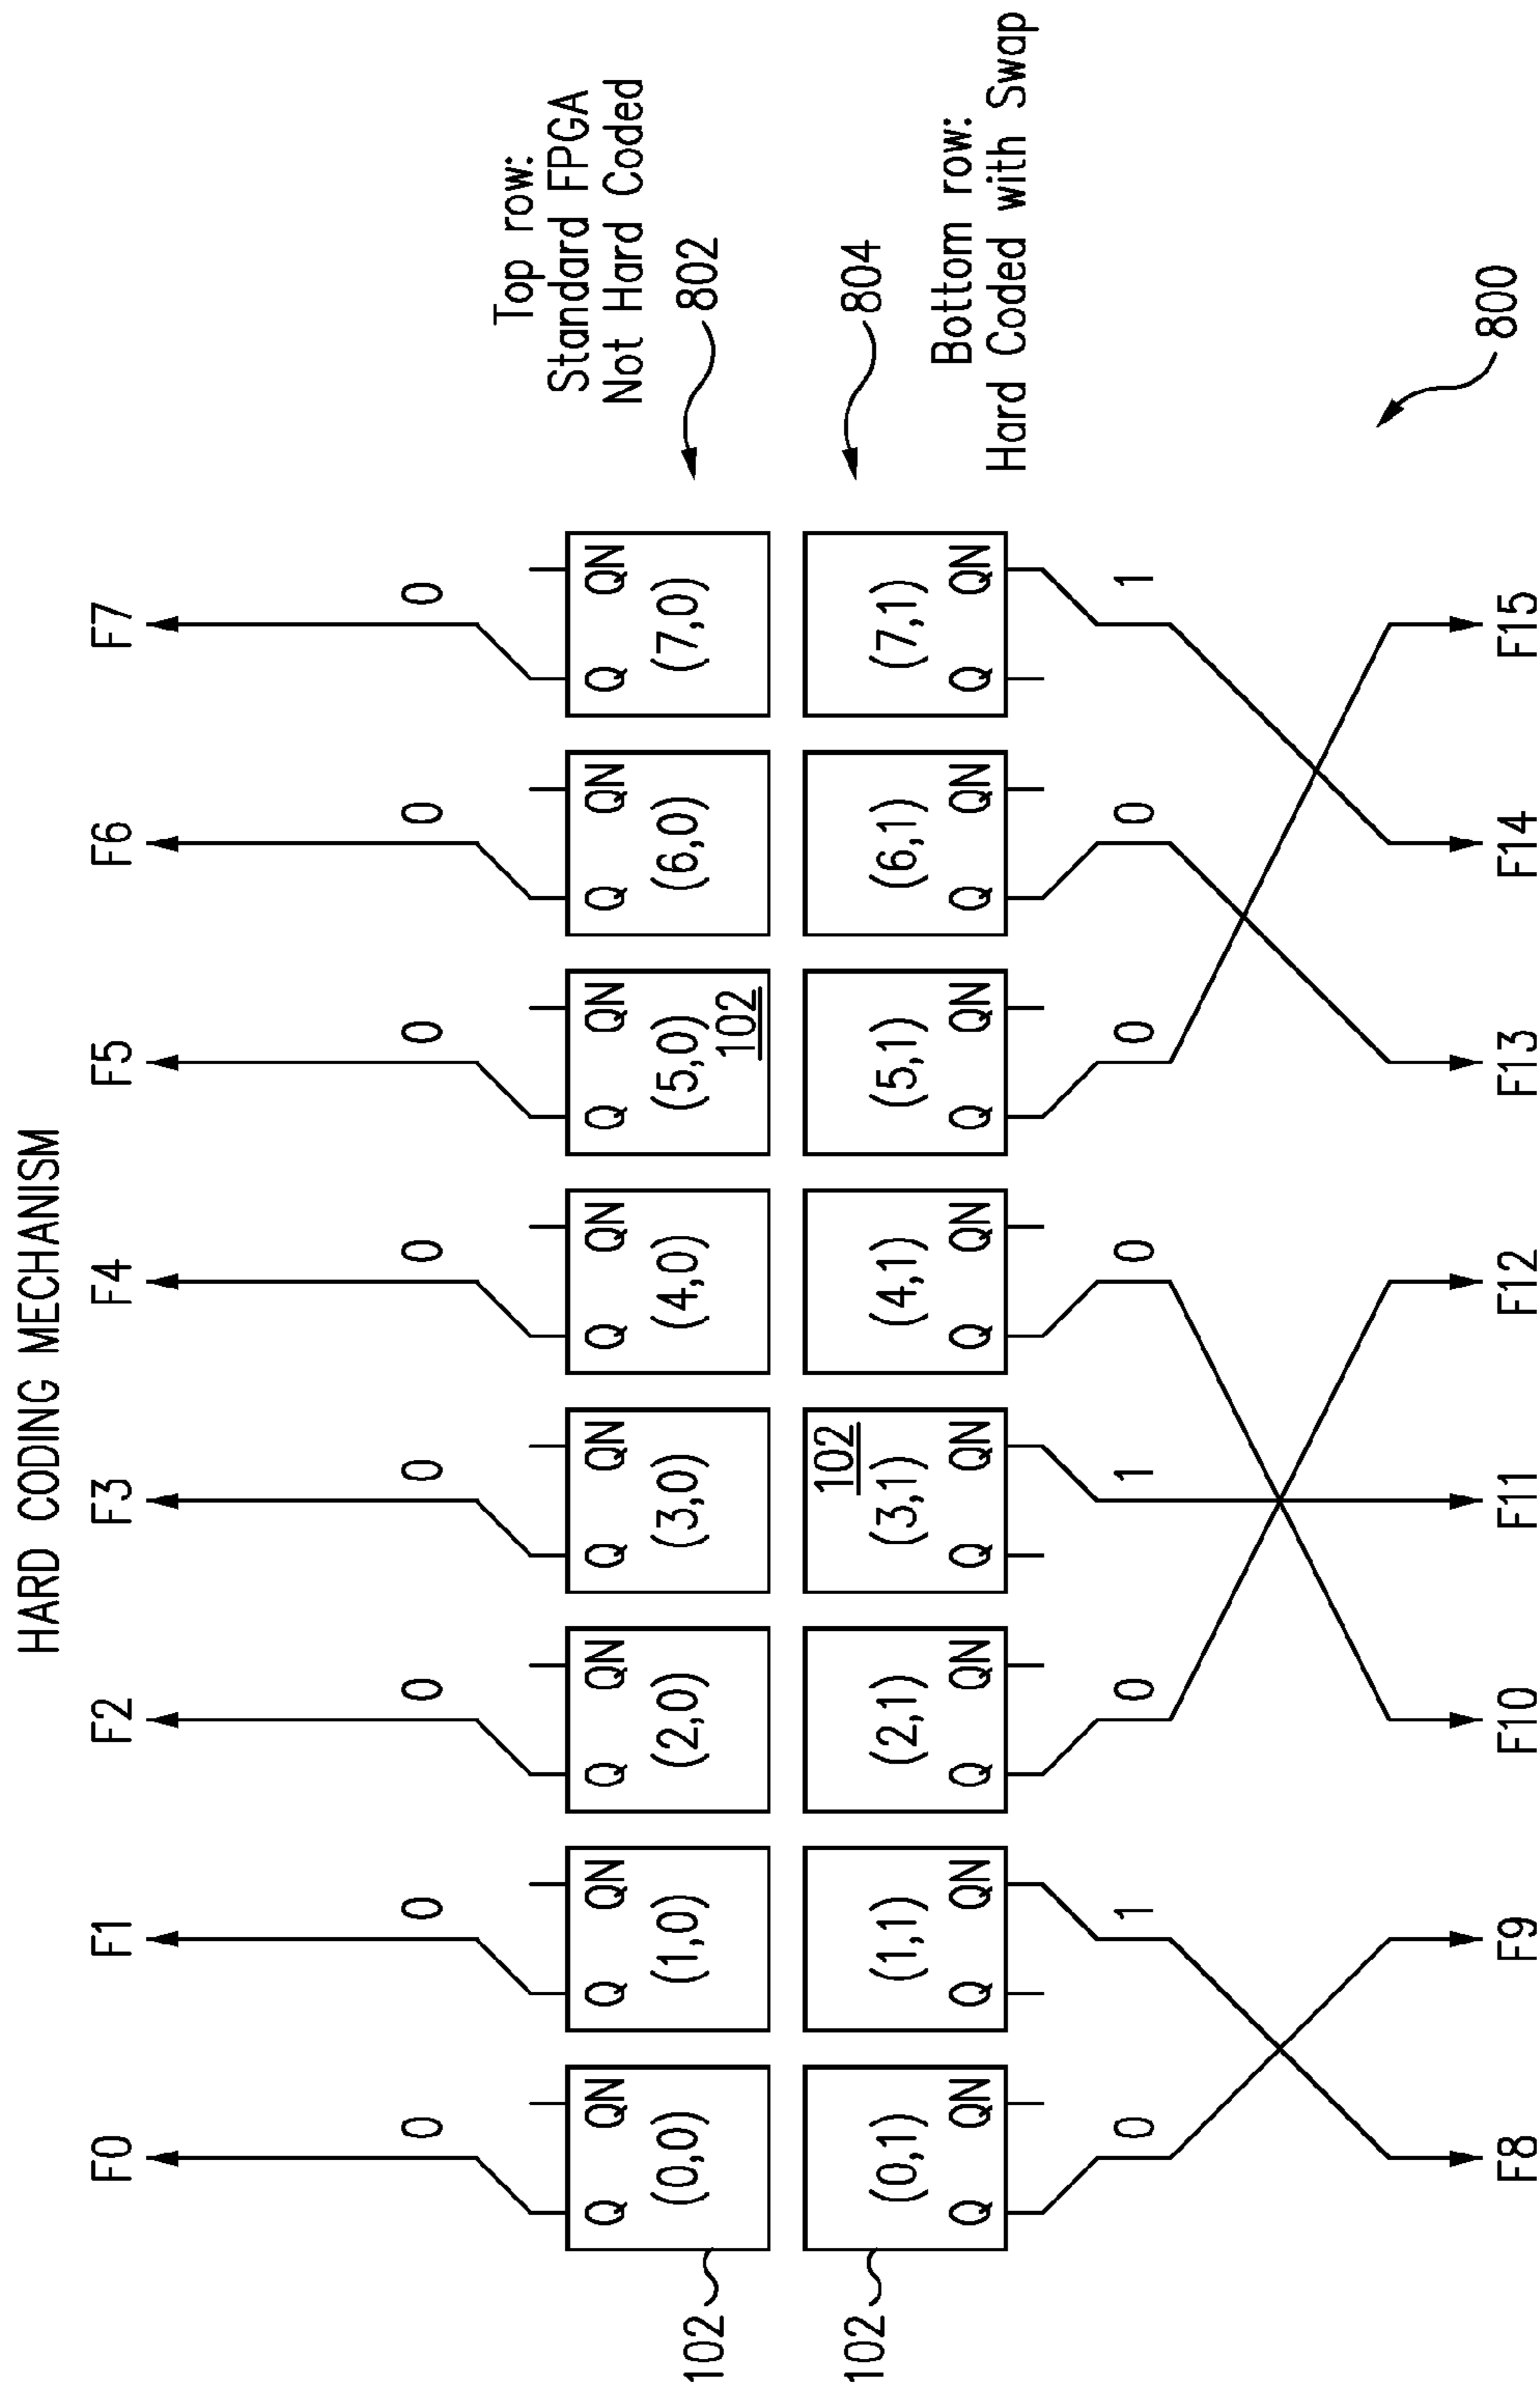 HARD CODING MECHANISM
F0 F1 F2 F3 F4 F5 F6 F7
0 0 0 0 0 0 0 0
Top row:
Standard FPGA
Not Hard Coded
802
Q QN Q QN Q QN Q QN Q QN Q QN Q QN Q QN
(0,0) (1,0) (2,0) (3,0) (4,0) (5,0) (6,0) (7,0)
102
102
102
102
804
(0,1) (1,1) (2,1) (3,1) (4,1) (5,1) (6,1) (7,1)
Q QN Q QN Q QN Q QN Q QN Q QN Q QN Q QN
Bottom row:
Hard Coded with Swap
0 1 0 1 0 0 0 1
F8 F9 F10 F11 F12 F13 F14 F15
800